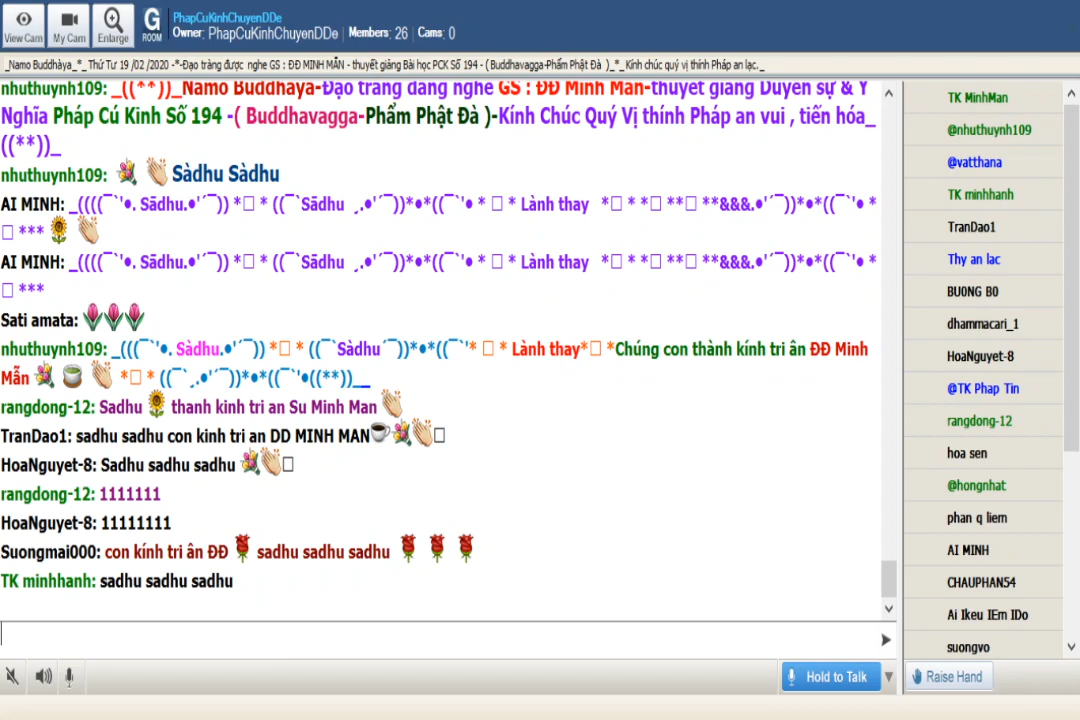 View Cam
My Cam
Enlarge
G
ROOM
PhapCuKinhChuyenDDe
Owner: PhapCuKinhChuyenDDe | Members: 26 | Cams: 0
_Namo Buddhàya_*_ Thứ Tư 19 /02 /2020 -*-Đạo tràng được nghe GS : ĐĐ MINH MẪN - thuyết giảng Bài học PCK Số 194 - ( Buddhavagga-Phẩm Phật Đà )_*_ Kính chúc quý vị thính Pháp an lạc._
nhuthuynh109: _((**))_Namo Buddhaya-Đạo tràng đang nghe GS : ĐĐ Minh Mẫn-thuyết giảng Duyên sự & Ý
Nghĩa Pháp Cú Kinh Số 194 -( Buddhavagga-Phẩm Phật Đà )-Kính Chúc Quý Vị thính Pháp an vui , tiến hóa_
((**))_
nhuthuynh109: 💐 👏 Sàdhu Sàdhu
AI MINH: _((((¯`'•. Sādhu.•'´¯)) *□ * ((¯`Sādhu ¸.•'´¯))*•*((¯`'• * □ * Lành thay *□ * *□ **□ **&&&.•'´¯))*•*((¯`'• *
□ *** 🌻 👏
AI MINH: _((((¯`'•. Sādhu.•'´¯)) *□ * ((¯`Sādhu ¸.•'´¯))*•*((¯`'• * □ * Lành thay *□ * *□ **□ **&&&.•'´¯))*•*((¯`'• *
□ ***
Sati amata: 🌷🌷🌷
nhuthuynh109: _(((¯`'•. Sàdhu.•'´¯)) *□ * ((¯`Sàdhu´¯))*•*((¯`'* □ * Lành thay*□ *Chúng con thành kính tri ân ĐĐ Minh
Mẫn 💐 🍵 👏 *□ * ((¯`¸.•'´¯))*•*((¯`'•((**))__
rangdong-12: Sadhu 🌻 thanh kinh tri an Su Minh Man 👏
TranDao1: sadhu sadhu con kinh tri an DD MINH MAN☕💐👏□
HoaNguyet-8: Sadhu sadhu sadhu 💐👏□
rangdong-12: 1111111
HoaNguyet-8: 11111111
Suongmai000: con kính tri ân ĐĐ 🌹 sadhu sadhu sadhu 🌹 🌹 🌹
TK minhhanh: sadhu sadhu sadhu
Hold to Talk
TK MinhMan
@nhuthuynh109
@vatthana
TK minhhanh
TranDao1
Thy an lac
BU0NG B0
dhammacari_1
HoaNguyet-8
@TK Phap Tin
rangdong-12
hoa sen
@hongnhat
phan q liem
AI MINH
CHAUPHAN54
Ai Ikeu IEm IDo
suongvo
Raise Hand